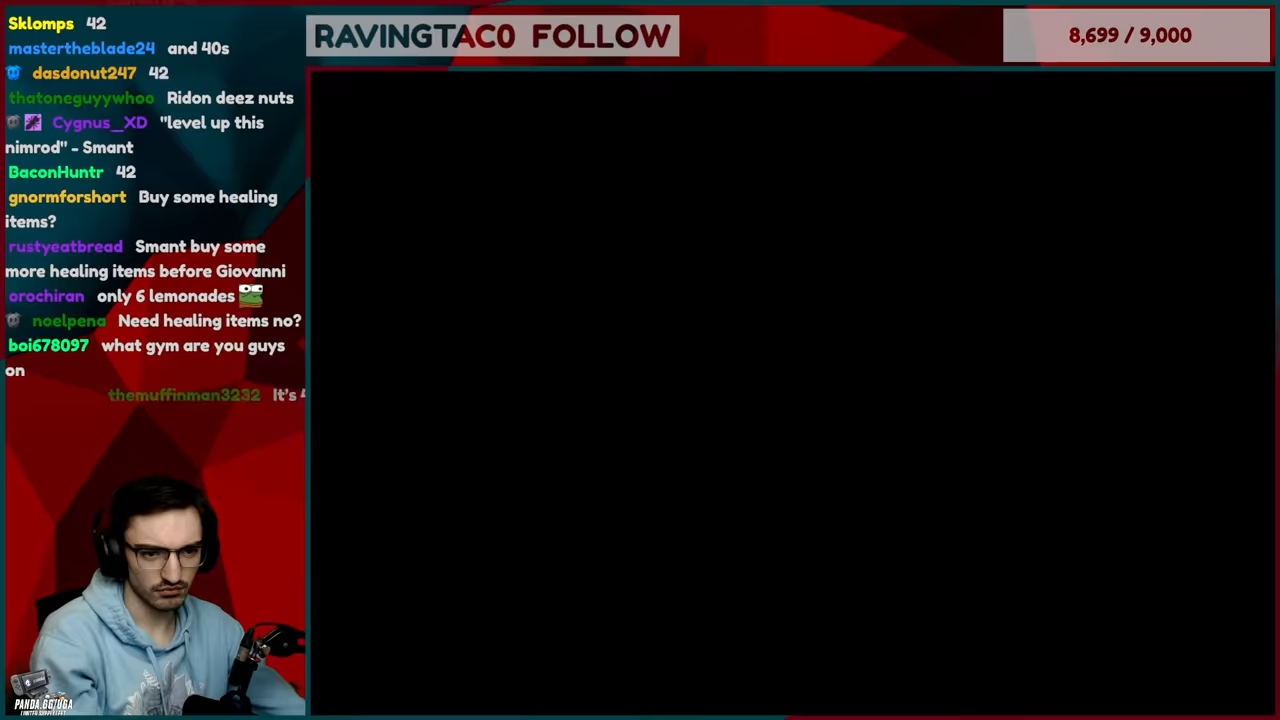 Sklomps 42
mastertheblade24 and 40s
dasdonut247 42
thatoneguyywhoo Ridon deez nuts
Cygnus_XD "level up this
nimrod" - Smant
BaconHuntr 42
gnormforshort Buy some healing
items?
rustyeatbread Smant buy some
more healing items before Giovanni
orochiran only 6 lemonades
noelpena Need healing items no?
boi678097 what gym are you guys
on
themuffinman3232 It's
RAVINGTAC0 FOLLOW
8,699 / 9,000
PANDA.GG/UGA